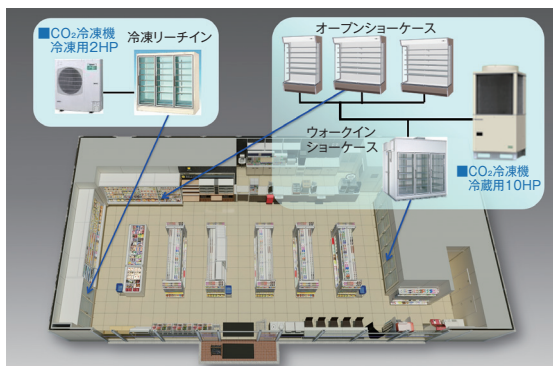 ■CO₂冷凍機
冷凍用2HP
冷凍リーチイン
オープンショーケース
ウォークイン
ショーケース
■CO₂冷凍機
冷蔵用10HP